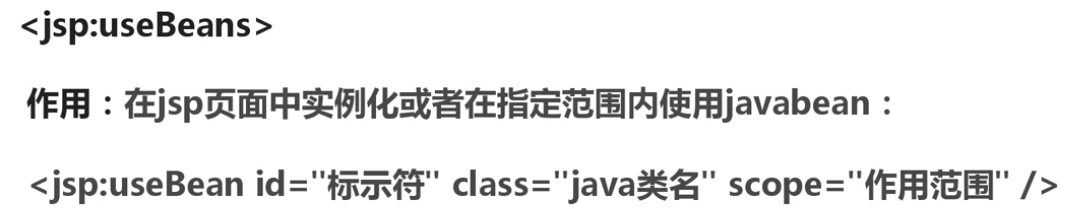 <jsp:useBeans>
作用：在jsp页面中实例化或者在指定范围内使用javabean：
<jsp:useBean id="标示符" class="java类名" scope="作用范围" />